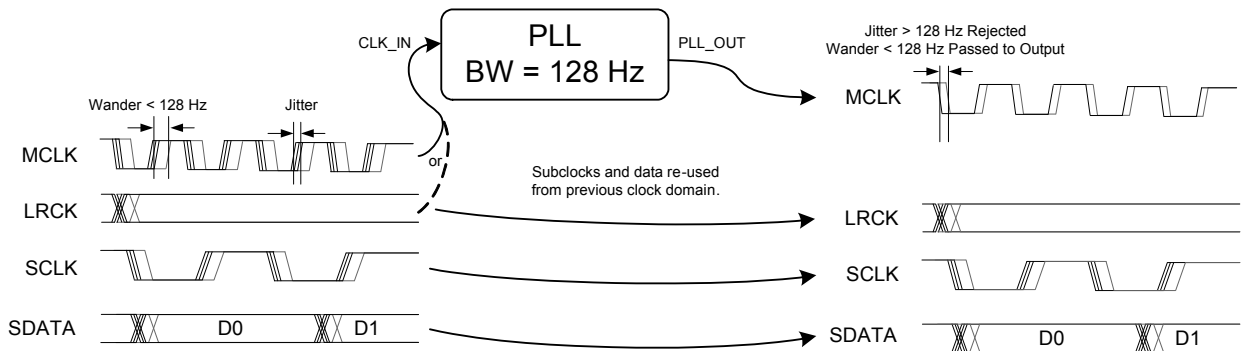 PLL
BW = 128 Hz
CLK_IN
PLL_OUT
Jitter > 128 Hz Rejected
Wander < 128 Hz Passed to Output
Wander < 128 Hz
Jitter
MCLK
MCLK
or
Subclocks and data re-used
from previous clock domain.
LRCK
LRCK
SCLK
SCLK
SDATA
D0
D1
SDATA
D0
D1